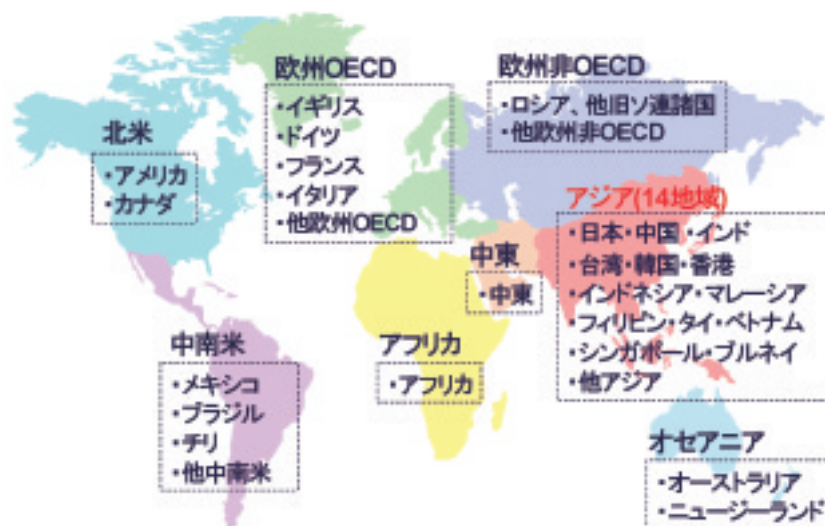 欧州OECD
・イギリス
・ドイツ
・フランス
・イタリア
・他欧州OECD
欧州非OECD
・ロシア、他旧ソ連諸国
・他欧州非OECD
北米
・アメリカ
・カナダ
アジア(14地域)
・日本・中国・インド
・台湾・韓国・香港
・インドネシア・マレーシア
・フィリピン・タイ・ベトナム
・シンガポール・ブルネイ
・他アジア
中東
・中東
中南米
・メキシコ
・ブラジル
・チリ
・他中南米
アフリカ
・アフリカ
オセアニア
・オーストラリア
・ニュージーランド